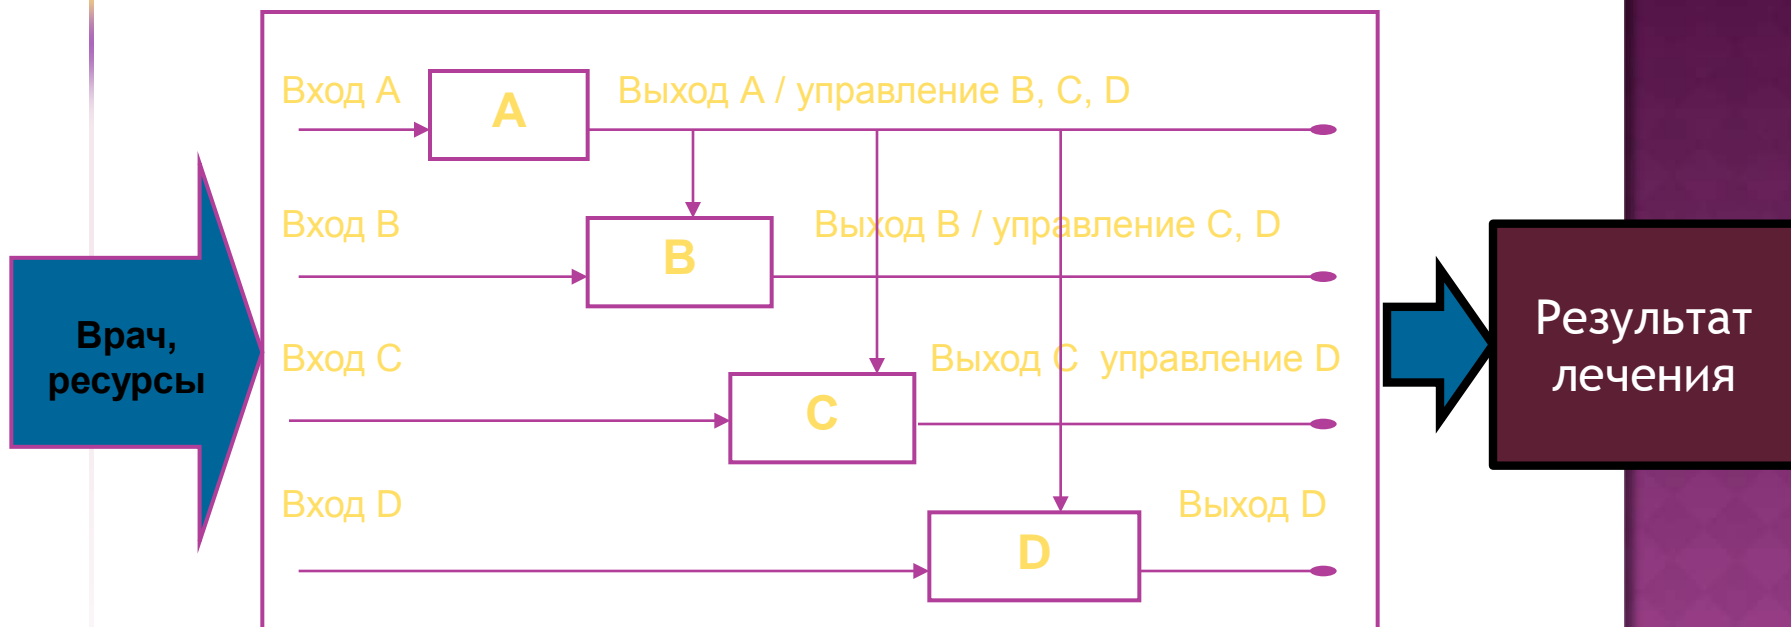 Вход A
A
Выход A / управление B, C, D
Вход B
B
Выход B / управление C, D
Врач,
ресурсы
Вход C
C
Выход C управление D
Результат
лечения
Вход D
D
Выход D